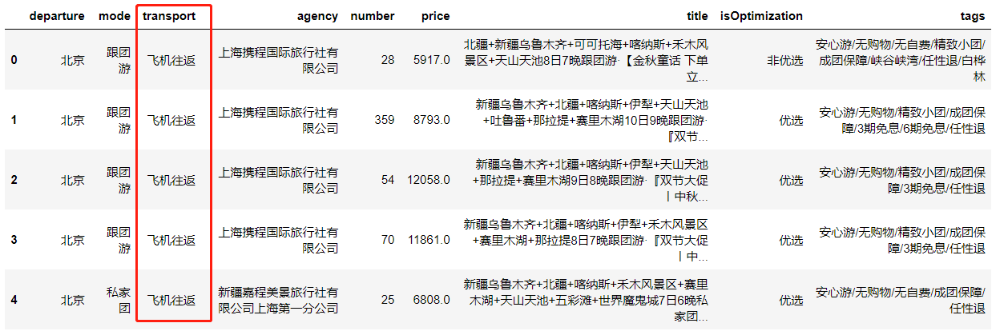 departure mode transport agency number price title isOptimization tags
0 北京 跟团游 飞机往返 上海携程国际旅行社有限公司 28 5917.0 北疆+新疆乌鲁木齐+可可托海+喀纳斯+禾木风景区+天山天池8日7晚跟团游·【金秋童话 下单立... 非优选 安心游/无购物/无自费/精致小团/成团保障/峡谷峡湾/任性退/白桦林
1 北京 跟团游 飞机往返 上海携程国际旅行社有限公司 359 8793.0 新疆乌鲁木齐+北疆+喀纳斯+伊犁+天山天池+吐鲁番+那拉提+赛里木湖10日9晚跟团游·『双节... 优选 安心游/无购物/精致小团/成团保障/3期免息/6期免息/任性退
2 北京 跟团游 飞机往返 上海携程国际旅行社有限公司 54 12058.0 新疆乌鲁木齐+北疆+喀纳斯+伊犁+天山天池+那拉提+赛里木湖9日8晚跟团游·『双节大促丨中秋... 优选 安心游/无购物/精致小团/成团保障/3期免息/任性退
3 北京 跟团游 飞机往返 上海携程国际旅行社有限公司 70 11861.0 新疆乌鲁木齐+北疆+喀纳斯+伊犁+禾木风景区+赛里木湖+那拉提8日7晚跟团游·『双节大促丨中... 优选 安心游/无购物/精致小团/成团保障/3期免息/任性退
4 北京 私家团 飞机往返 新疆嘉程美景旅行社有限公司上海第一分公司 25 6808.0 新疆乌鲁木齐+北疆+喀纳斯+禾木风景区+赛里木湖+天山天池+五彩滩+世界魔鬼城7日6晚私家团... 优选 安心游/无购物/无自费/成团保障/任性退